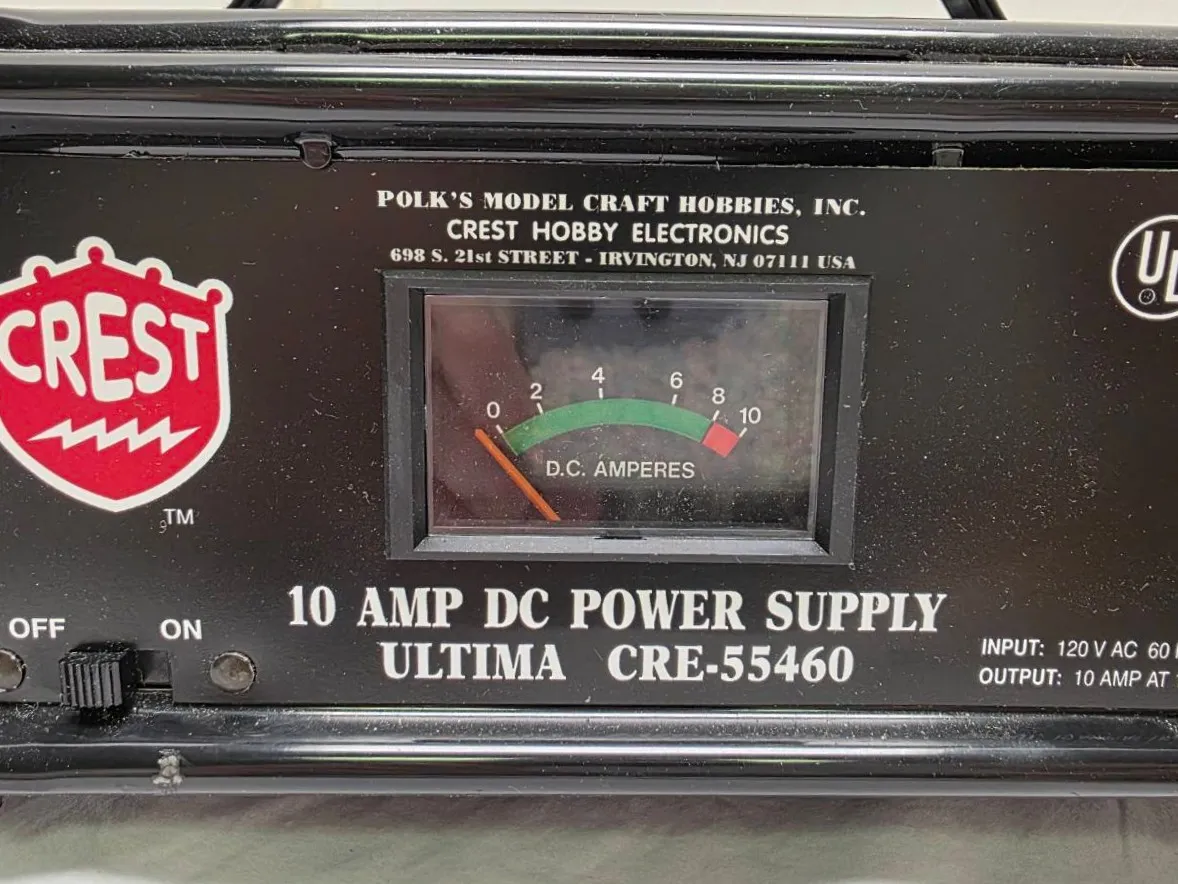 POLK'S MODEL CRAFT HOBBIES, INC.
CREST HOBBY ELECTRONICS
698 S. 21st STREET - IRVINGTON, NJ 07111 USA
CREST
TM
UL
0 2 4 6 8 10
D.C. AMPERES
10 AMP DC POWER SUPPLY
ULTIMA CRE-55460
OFF ON
INPUT: 120 V AC 60
OUTPUT: 10 AMP AT